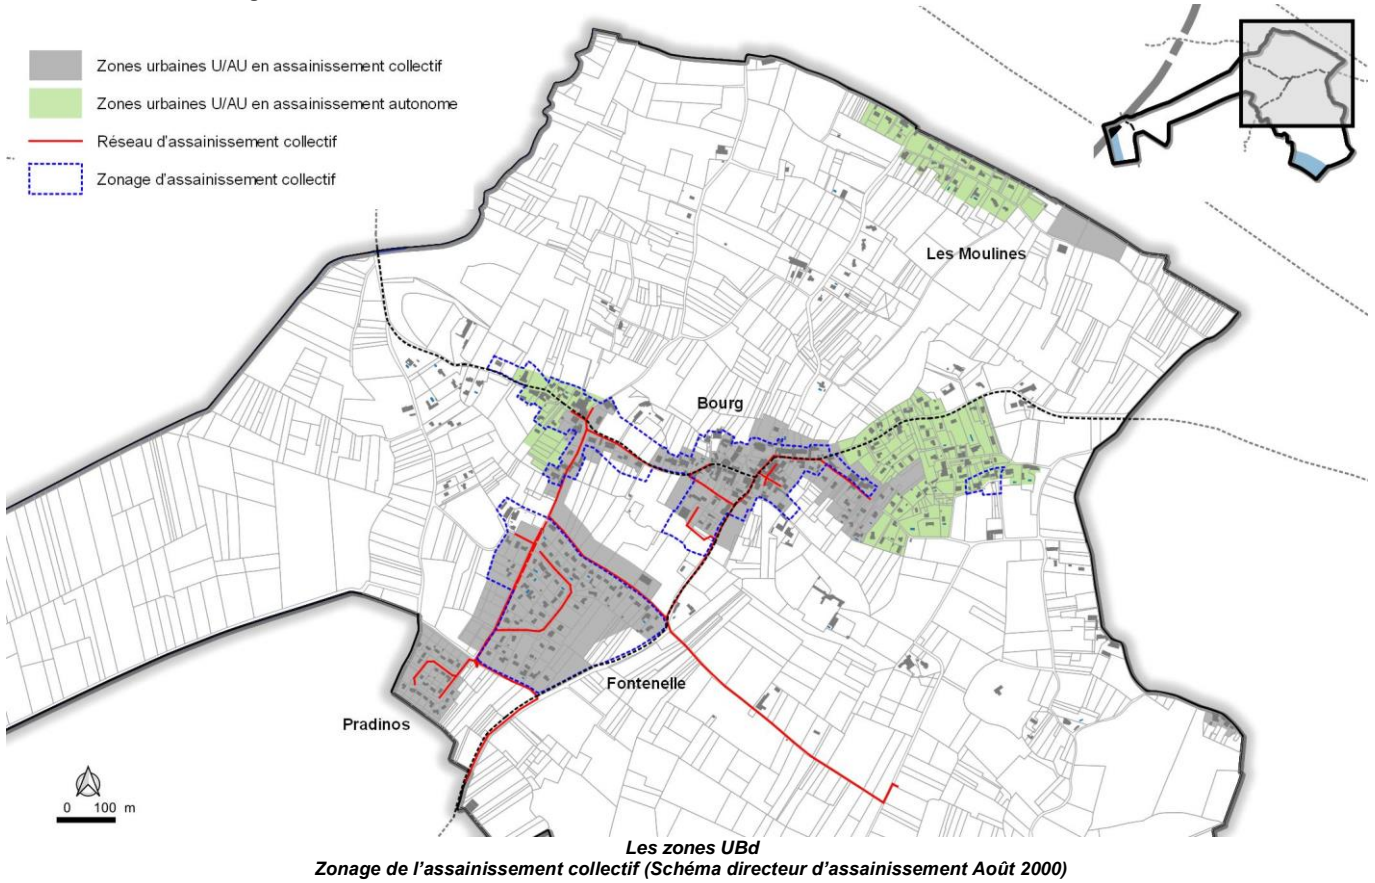 Zones urbaines U/AU en assainissement collectif
Zones urbaines U/AU en assainissement autonome
Réseau d'assainissement collectif
Zonage d'assainissement collectif
Les Moulines
Bourg
Fontenelle
Pradinos
0 100 m
Les zones UBd
Zonage de l'assainissement collectif (Schéma directeur d'assainissement Août 2000)